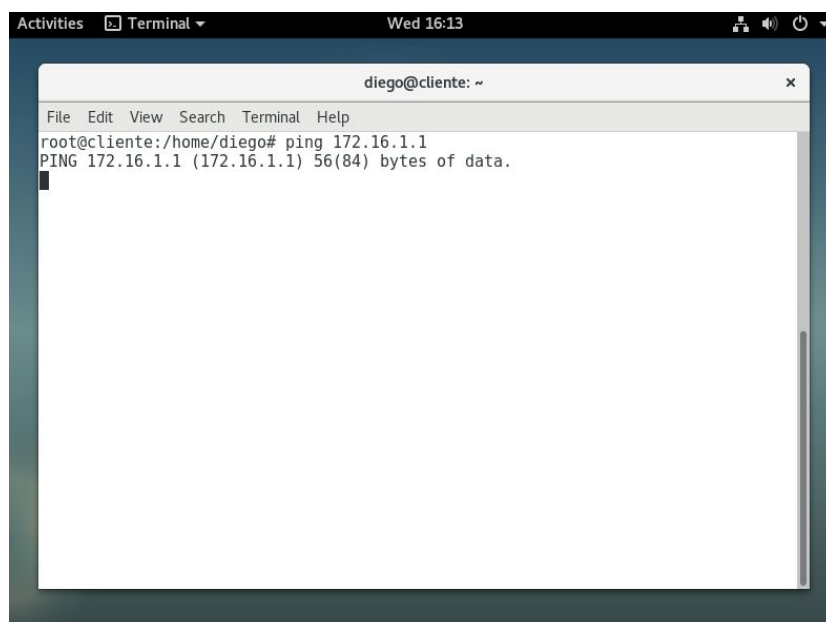 Activities Terminal Wed 16:13
diego@cliente: ~
File Edit View Search Terminal Help
root@cliente:/home/diego# ping 172.16.1.1
PING 172.16.1.1 (172.16.1.1) 56(84) bytes of data.